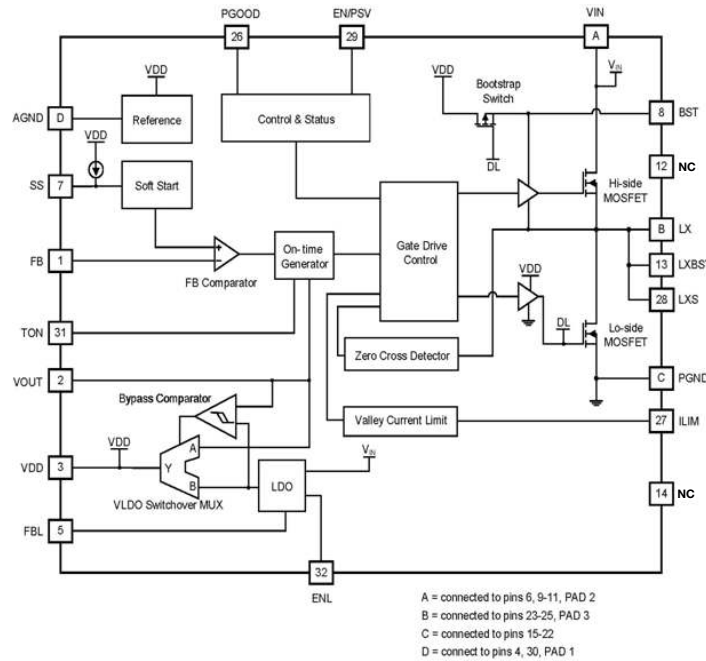 PGOOD
EN/PSV
VIN
26
29
A
VDD
VDD
Bootstrap
Switch
VIN
AGND
D
Reference
Control & Status
8
BST
VDD
DL
12
NC
SS
7
Soft Start
Hi-side
MOSFET
Gate Drive
Control
B
LX
+
On-time
Generator
FB
1
−
FB Comparator
13
LXBST
VDD
28
LXS
TON
31
DL
Lo-side
MOSFET
Zero Cross Detector
VOUT
2
C
PGND
Bypass Comparator
Valley Current Limit
27
ILIM
VDD
A
VIN
VDD
3
Y
LDO
B
14
NC
VLDO Switchover MUX
FBL
5
32
ENL
A = connected to pins 6, 9-11, PAD 2
B = connected to pins 23-25, PAD 3
C = connected to pins 15-22
D = connect to pins 4, 30, PAD 1